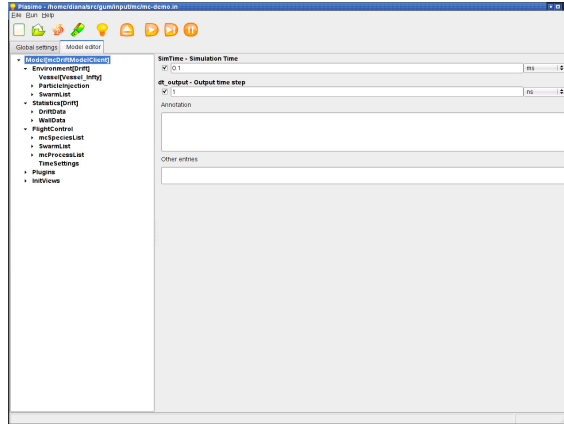 Plasimo - /home/diana/src/gum/input/mc/mc-demo.in
File Run Help
Global settings Model editor
Model[mcDriftModelClient]
Environment[Drift]
Vessel[Vessel_Infty]
ParticleInjection
SwarmList
Statistics[Drift]
DriftData
WallData
FlightControl
mcSpeciesList
SwarmList
mcProcessList
TimeSettings
Plugins
InitViews
SimTime - Simulation Time
0.1 ms
dt_output - Output time step
1 ns
Annotation
Other entries